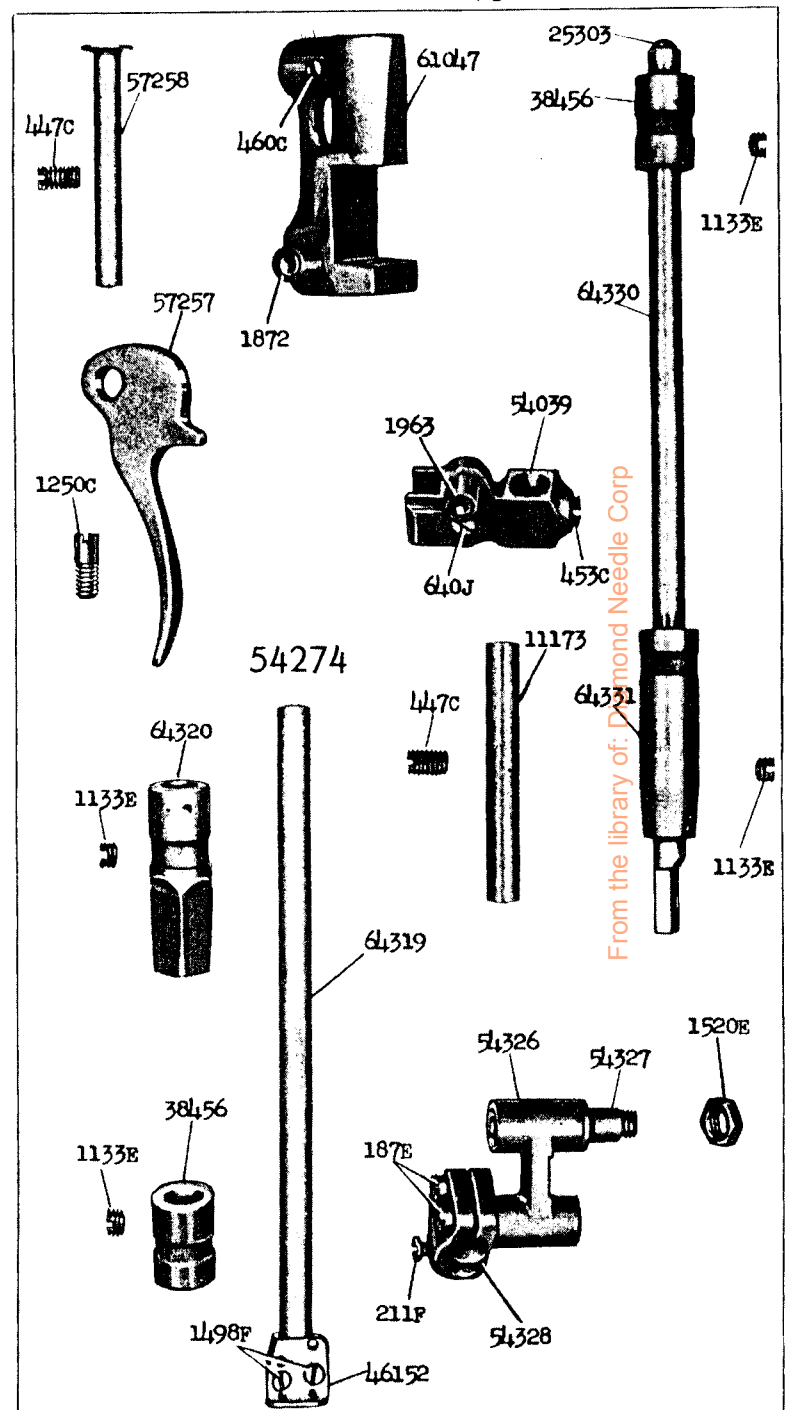 25303
57258
61047
38456
447C
460C
1133E
57257
64330
1872
54039
1963
1250C
640J
453C
54274
11173
64331
447C
64320
1133E
1133E
64319
1520E
54326
54327
38456
187E
1133E
211F
54328
1498F
46152
From the library of: Diamond Needle Corp